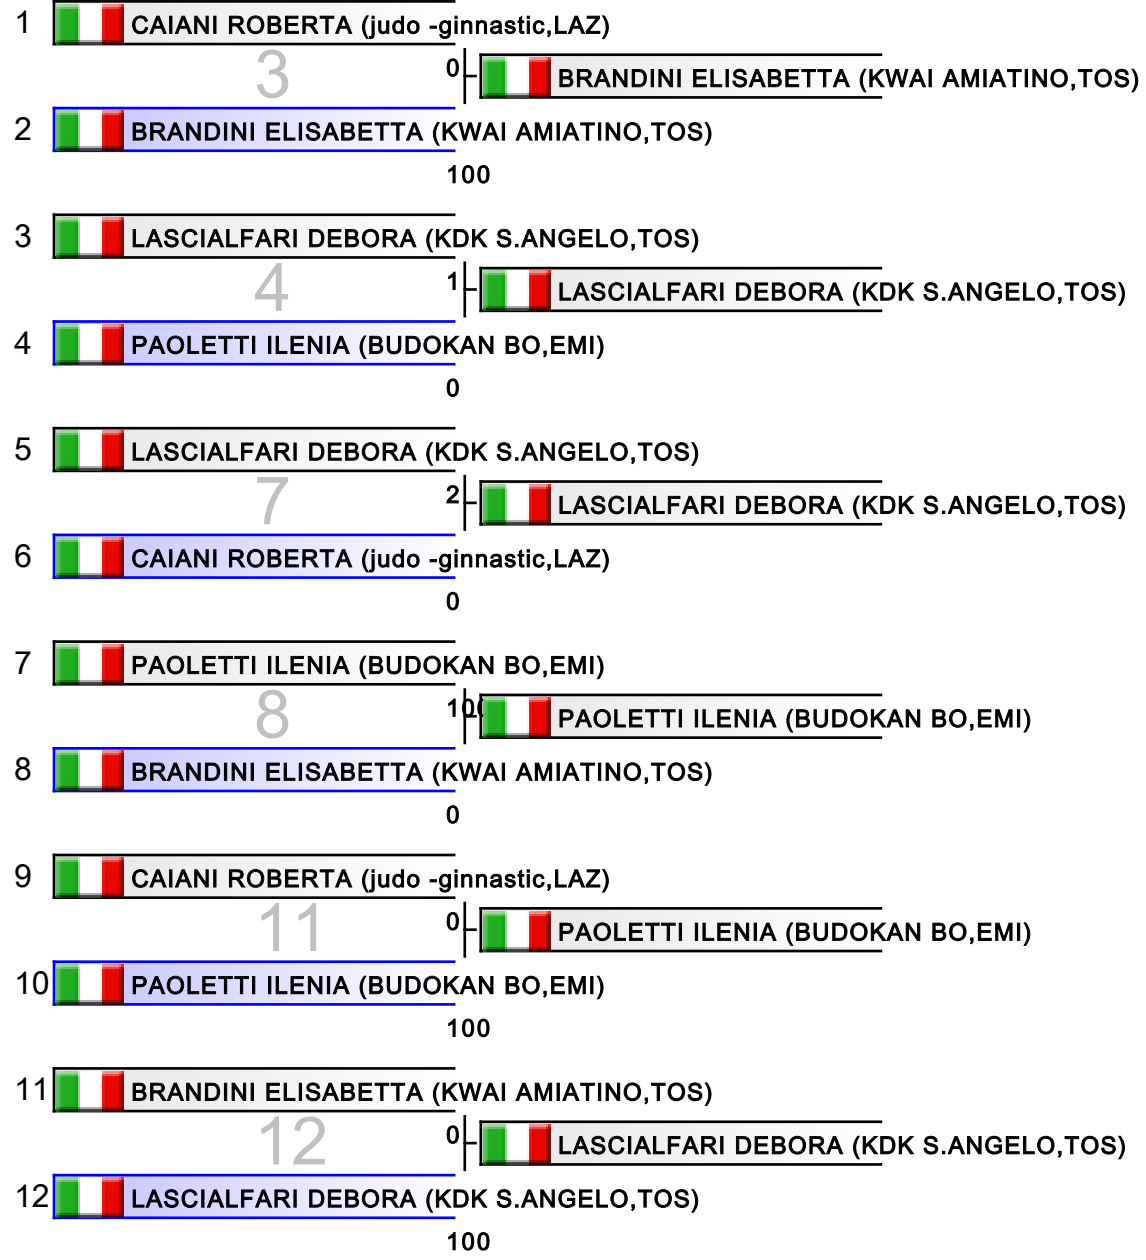 1 CAIANI ROBERTA (judo -ginnastic,LAZ)
3 0 BRANDINI ELISABETTA (KWAI AMIATINO,TOS)
2 BRANDINI ELISABETTA (KWAI AMIATINO,TOS)
100
3 LASCIALFARI DEBORA (KDK S.ANGELO,TOS)
4 1 LASCIALFARI DEBORA (KDK S.ANGELO,TOS)
4 PAOLETTI ILENIA (BUDOKAN BO,EMI)
0
5 LASCIALFARI DEBORA (KDK S.ANGELO,TOS)
7 2 LASCIALFARI DEBORA (KDK S.ANGELO,TOS)
6 CAIANI ROBERTA (judo -ginnastic,LAZ)
0
7 PAOLETTI ILENIA (BUDOKAN BO,EMI)
8 100 PAOLETTI ILENIA (BUDOKAN BO,EMI)
8 BRANDINI ELISABETTA (KWAI AMIATINO,TOS)
0
9 CAIANI ROBERTA (judo -ginnastic,LAZ)
11 0 PAOLETTI ILENIA (BUDOKAN BO,EMI)
10 PAOLETTI ILENIA (BUDOKAN BO,EMI)
100
11 BRANDINI ELISABETTA (KWAI AMIATINO,TOS)
12 0 LASCIALFARI DEBORA (KDK S.ANGELO,TOS)
12 LASCIALFARI DEBORA (KDK S.ANGELO,TOS)
100